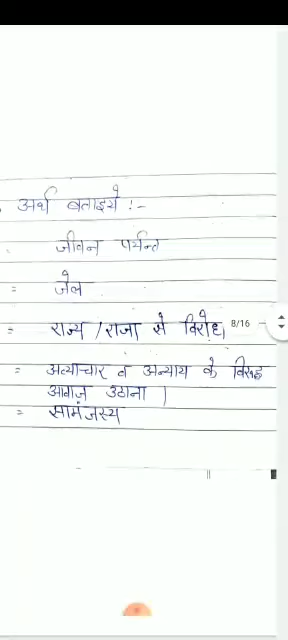 अर्थ बताइये :-
जीवन पर्यन्त
= जेल
= राज्य / राजा से विरोध 8/16
= अत्याचार व अन्याय के विरुद्ध
आवाज़ उठाना |
= सामंजस्य